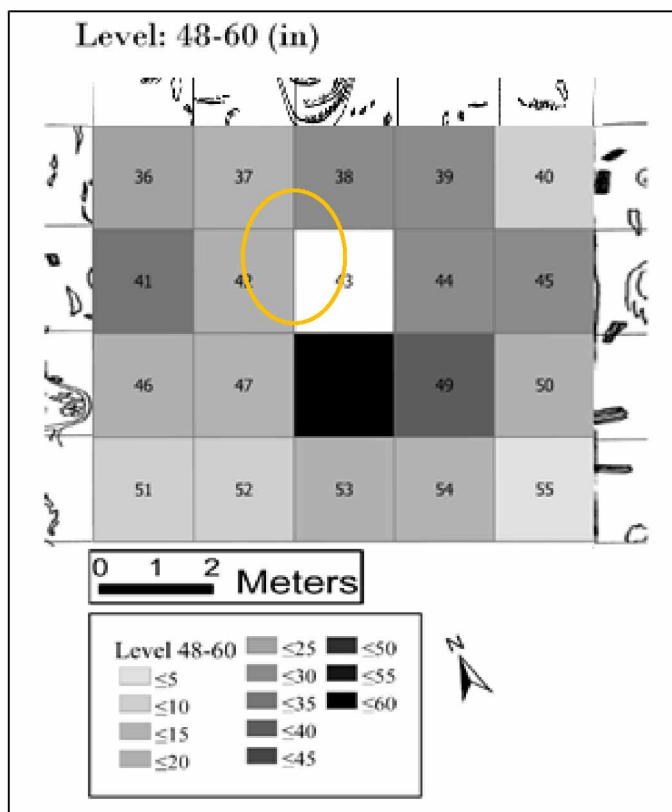 Level: 48-60 (in)
36 37 38 39 40
41 42 43 44 45
46 47 49 50
51 52 53 54 55
0 1 2 Meters
N
Level 48-60
≤5
≤10
≤15
≤20
≤25
≤30
≤35
≤40
≤45
≤50
≤55
≤60